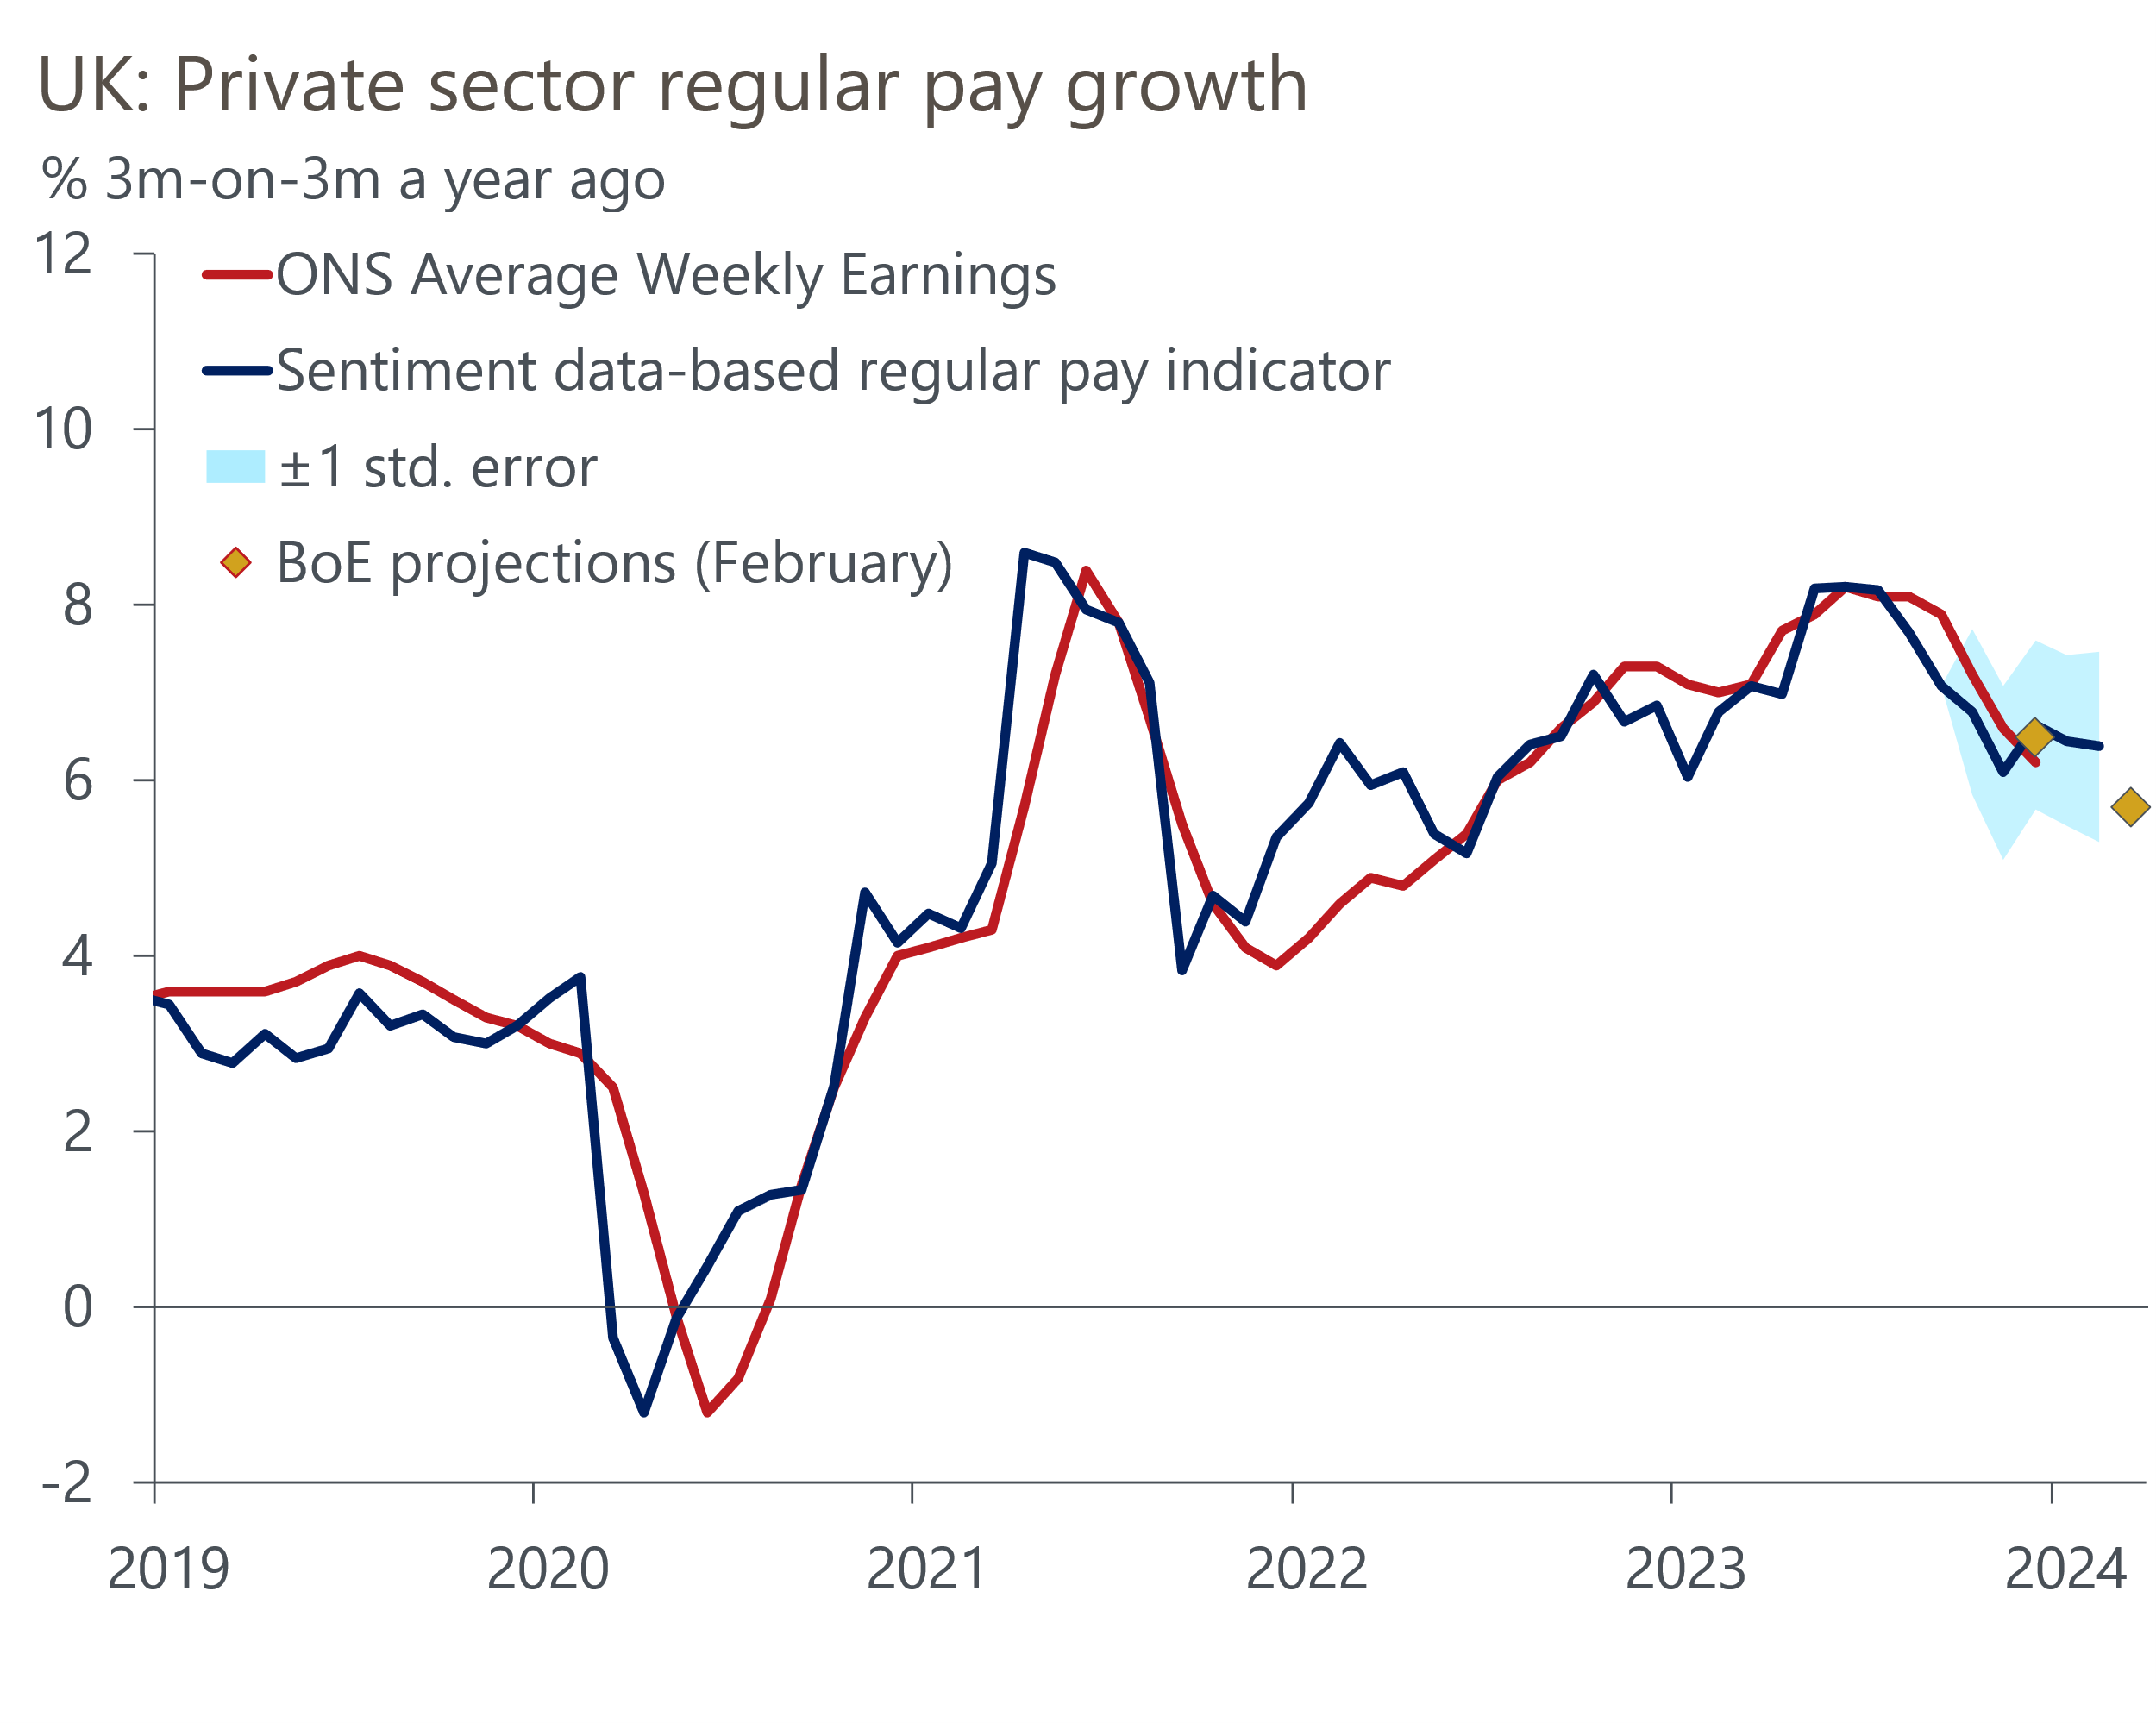 UK: Private sector regular pay growth
% 3m-on-3m a year ago
12
ONS Average Weekly Earnings
Sentiment data-based regular pay indicator
10
±1 std. error
BoE projections (February)
8
6
4
2
0
-2
2019 2020 2021 2022 2023 2024